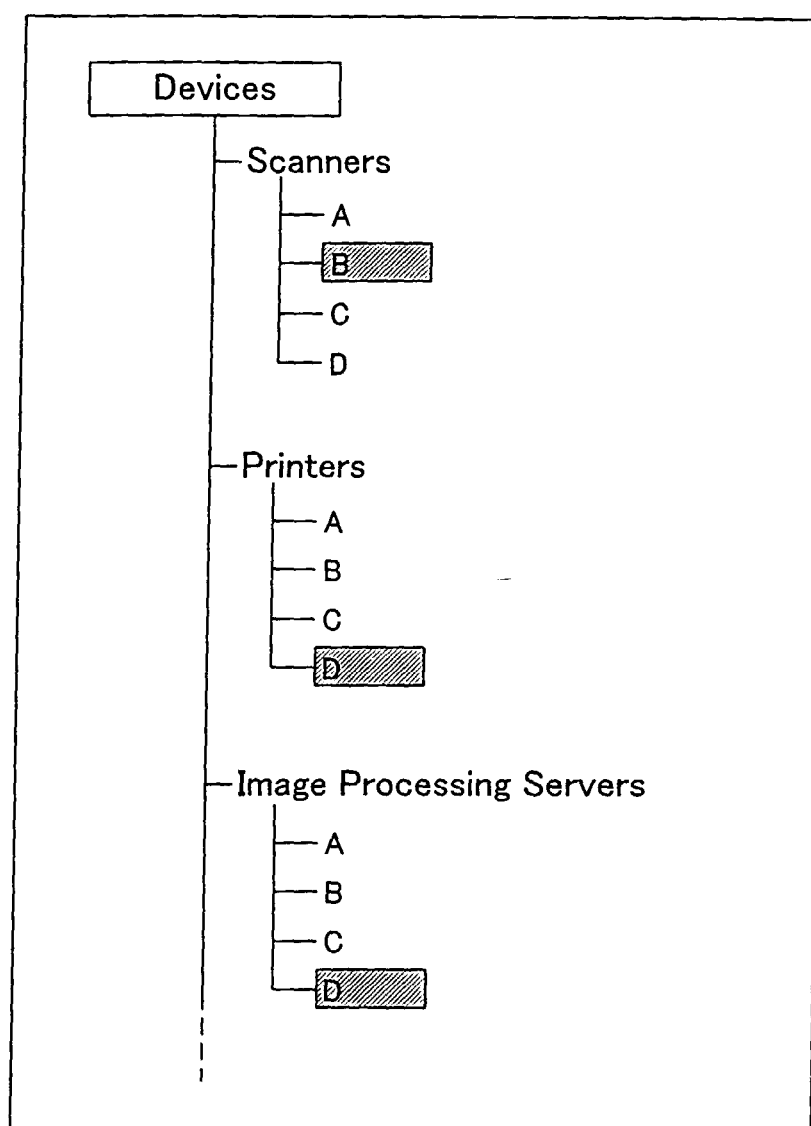 Devices
Scanners
A
B
C
D
Printers
A
B
C
D
Image Processing Servers
A
B
C
D